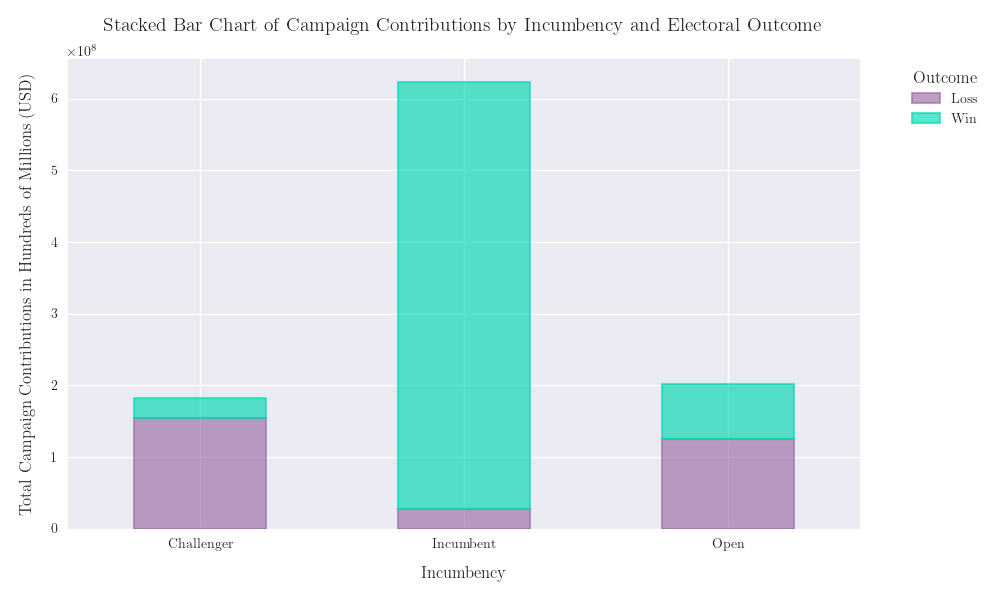 Stacked Bar Chart of Campaign Contributions by Incumbency and Electoral Outcome
×10⁸
Total Campaign Contributions in Hundreds of Millions (USD)
6
5
4
3
2
1
0
Challenger
Incumbent
Open
Incumbency
Outcome
Loss
Win